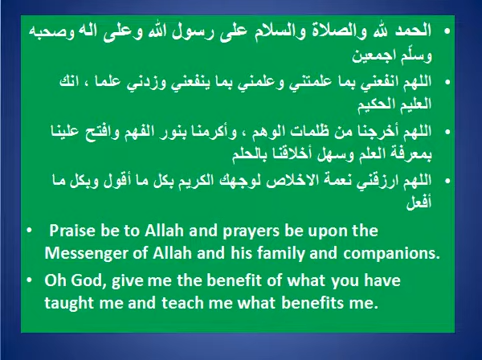 • الحمد لله والصلاة والسلام على رسول الله وعلى اله وصحبه
وسلّم اجمعين
• اللهم انفعني بما علمتني وعلمني بما ينفعني وزدني علما ، انك
العليم الحكيم
• اللهم أخرجنا من ظلمات الوهم ، وأكرمنا بنور الفهم وافتح علينا
بمعرفة العلم وسهل أخلاقنا بالحلم
• اللهم ارزقني نعمة الاخلاص لوجهك الكريم بكل ما أقول وبكل ما
أفعل
• Praise be to Allah and prayers be upon the
Messenger of Allah and his family and companions.
• Oh God, give me the benefit of what you have
taught me and teach me what benefits me.